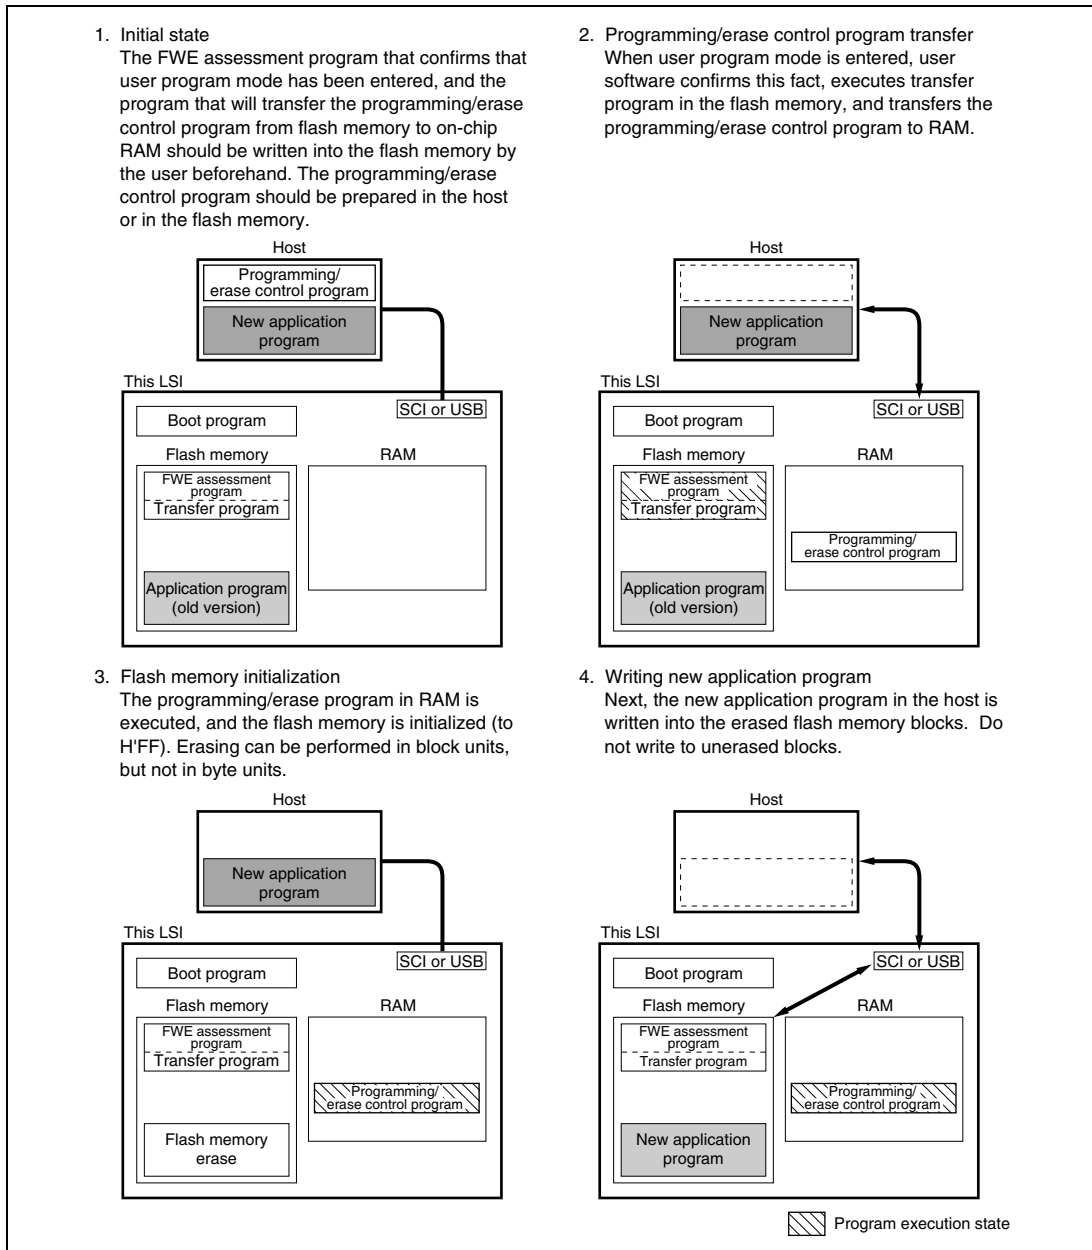 1. Initial state
The FWE assessment program that confirms that
user program mode has been entered, and the
program that will transfer the programming/erase
control program from flash memory to on-chip
RAM should be written into the flash memory by
the user beforehand. The programming/erase
control program should be prepared in the host
or in the flash memory.
Host
Programming/
erase control program
New application
program
This LSI
SCI or USB
Boot program
Flash memory
RAM
FWE assessment
program
Transfer program
Application program
(old version)
2. Programming/erase control program transfer
When user program mode is entered, user
software confirms this fact, executes transfer
program in the flash memory, and transfers the
programming/erase control program to RAM.
Host
New application
program
This LSI
SCI or USB
Boot program
Flash memory
RAM
FWE assessment
program
Transfer program
Programming/
erase control program
Application program
(old version)
3. Flash memory initialization
The programming/erase program in RAM is
executed, and the flash memory is initialized (to
H'FF). Erasing can be performed in block units,
but not in byte units.
Host
New application
program
This LSI
SCI or USB
Boot program
Flash memory
RAM
FWE assessment
program
Transfer program
Programming/
erase control program
Flash memory
erase
4. Writing new application program
Next, the new application program in the host is
written into the erased flash memory blocks. Do
not write to unerased blocks.
Host
This LSI
SCI or USB
Boot program
Flash memory
RAM
FWE assessment
program
Transfer program
Programming/
erase control program
New application
program
Program execution state